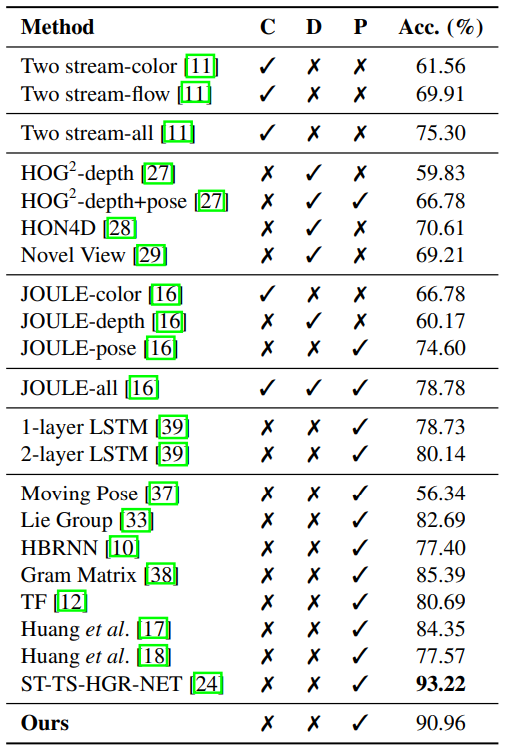 Method C D P Acc. (%)
Two stream-color [11] ✓ ✗ ✗ 61.56
Two stream-flow [11] ✓ ✗ ✗ 69.91
Two stream-all [11] ✓ ✗ ✗ 75.30
HOG²-depth [27] ✗ ✓ ✗ 59.83
HOG²-depth+pose [27] ✗ ✓ ✓ 66.78
HON4D [28] ✗ ✓ ✗ 70.61
Novel View [29] ✗ ✓ ✗ 69.21
JOULE-color [16] ✓ ✗ ✗ 66.78
JOULE-depth [16] ✗ ✓ ✗ 60.17
JOULE-pose [16] ✗ ✗ ✓ 74.60
JOULE-all [16] ✓ ✓ ✓ 78.78
1-layer LSTM [39] ✗ ✗ ✓ 78.73
2-layer LSTM [39] ✗ ✗ ✓ 80.14
Moving Pose [37] ✗ ✗ ✓ 56.34
Lie Group [33] ✗ ✗ ✓ 82.69
HBRNN [10] ✗ ✗ ✓ 77.40
Gram Matrix [38] ✗ ✗ ✓ 85.39
TF [12] ✗ ✗ ✓ 80.69
Huang et al. [17] ✗ ✗ ✓ 84.35
Huang et al. [18] ✗ ✗ ✓ 77.57
ST-TS-HGR-NET [24] ✗ ✗ ✓ 93.22
Ours ✗ ✗ ✓ 90.96